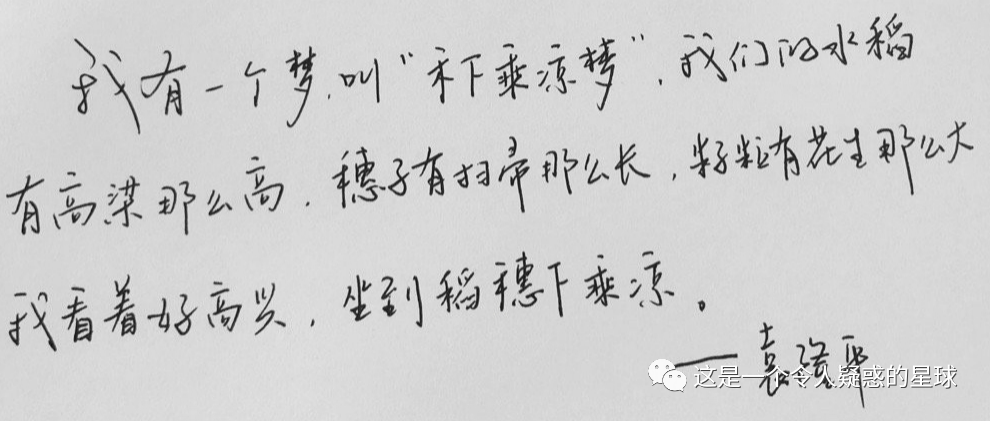 我有一个梦,叫“禾下乘凉梦”,我们的水稻
有高粱那么高,穗子有扫帚那么长,籽粒有花生那么大
我看着好高兴,坐到稻穗下乘凉。
——袁隆平
这是一个令人疑惑的星球